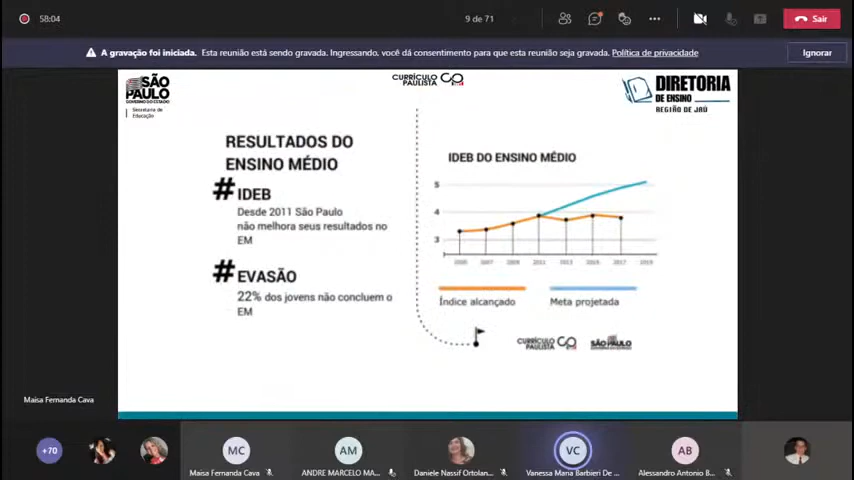 58:04
9 de 71
Sair
A gravação foi iniciada. Esta reunião está sendo gravada. Ingressando, você dá consentimento para que esta reunião seja gravada. Política de privacidade
Ignorar
SÃO PAULO
GOVERNO DO ESTADO
Secretaria de
Educação
CURRÍCULO
PAULISTA
DIRETORIA
DE ENSINO
REGIÃO DE JAÚ
RESULTADOS DO
ENSINO MÉDIO
# IDEB
Desde 2011 São Paulo
não melhora seus resultados no
EM
# EVASÃO
22% dos jovens não concluem o
EM
IDEB DO ENSINO MÉDIO
5
4
3
2007 2009 2011 2013 2015 2017 2019
Índice alcançado
Meta projetada
CURRÍCULO
PAULISTA
SÃO PAULO
Maisa Fernanda Cava
+70
MC
AM
VC
AB
Maisa Fernanda Cava
ANDRE MARCELO MA...
Daniele Nassif Ortolan...
Vanessa Maria Barbieri De ...
Alessandro Antonio B...